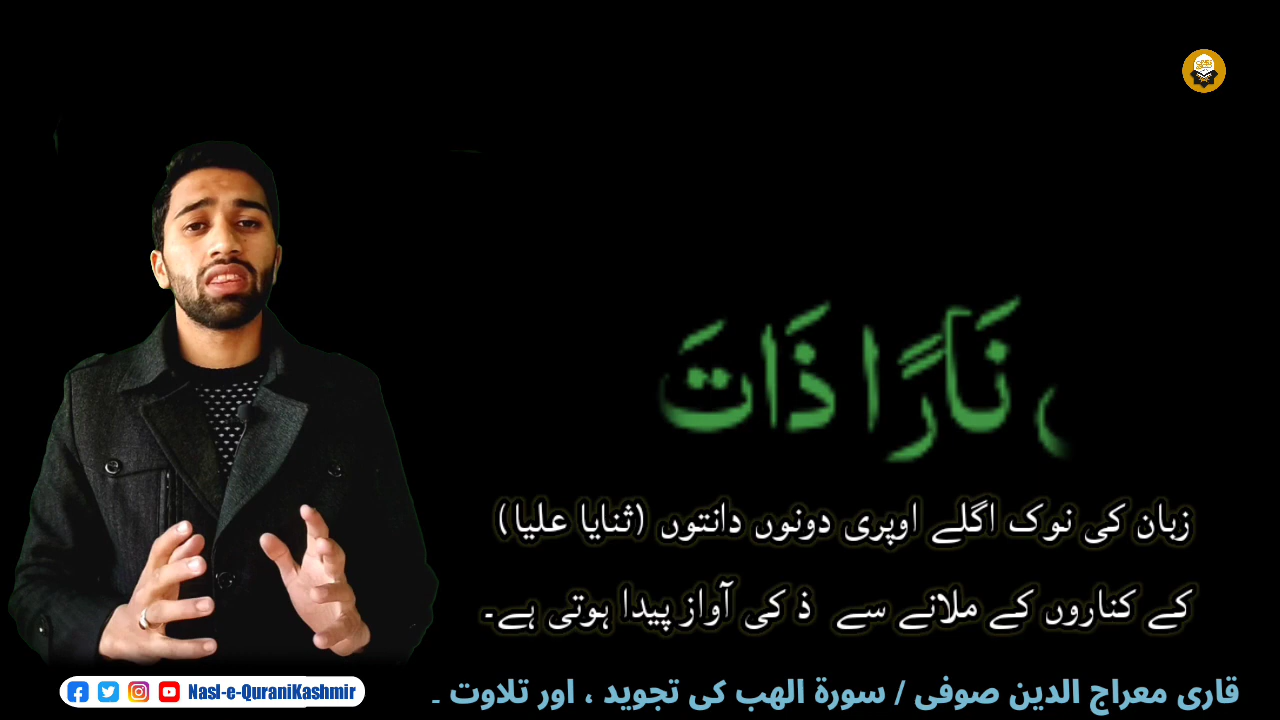 نَارًا ذَاتَ
زبان کی نوک اگلے اوپری دونوں دانتوں (ثنایا علیا)
کے کناروں کے ملانے سے ذ کی آواز پیدا ہوتی ہے۔
Nasl-e-QuraniKashmir
قاری معراج الدین صوفی / سورۃ الھب کی تجوید ، اور تلاوت ۔